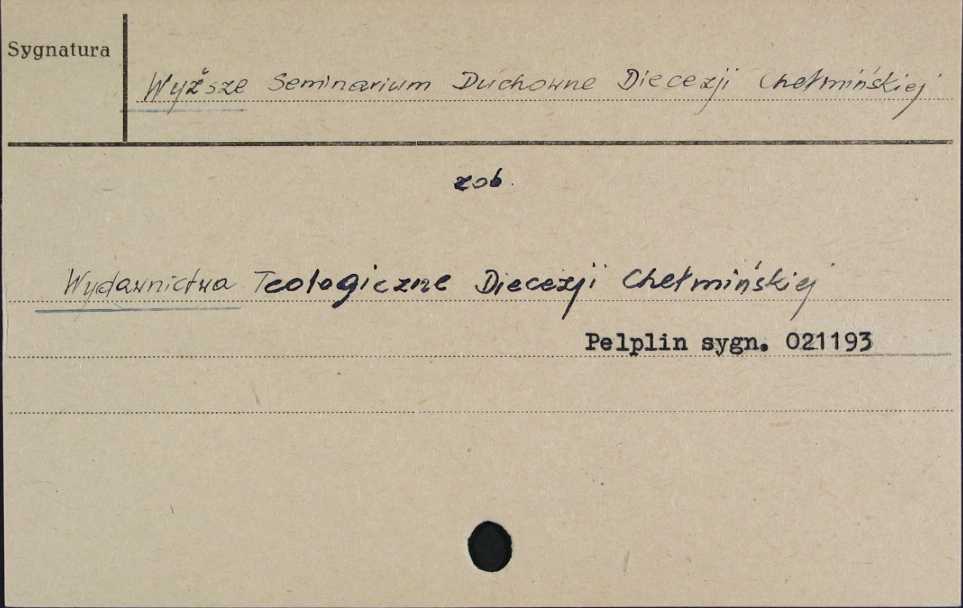 Sygnatura
Wyższe Seminarium Duchowne Diecezji Chełmińskiej
zob.
Wydawnictwa Teologiczne Diecezji Chełmińskiej
Pelplin sygn. 021193